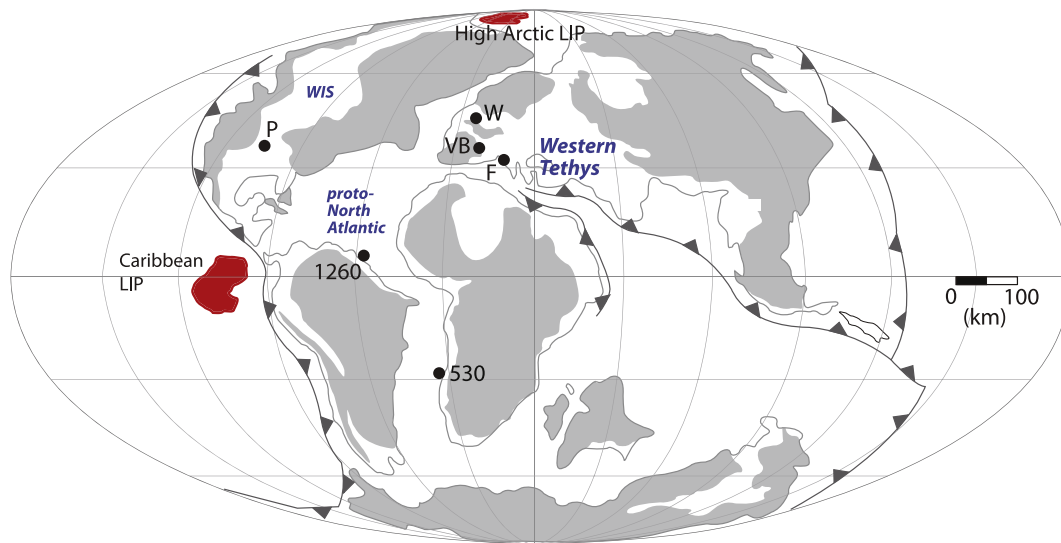 High Arctic LIP
WIS
P
W
VB
F
Western
Tethys
proto-
North
Atlantic
Caribbean
LIP
1260
0 100
(km)
530